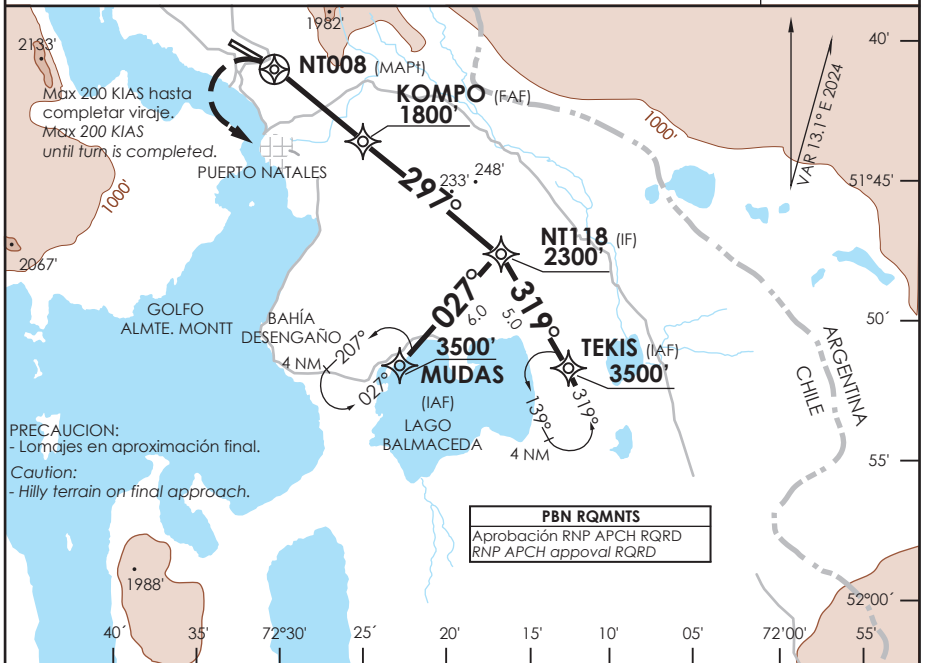 1982'
40'
2133'
NT008 (MAPt)
Max 200 KIAS hasta
completar viraje.
Max 200 KIAS
until turn is completed.
KOMPO (FAF)
1800'
1000'
VAR 13.1° E 2024
PUERTO NATALES
1000'
297°
233'
248'
51°45'
2067'
NT118 (IF)
2300'
GOLFO
ALMTE. MONTT
BAHÍA
DESENGAÑO
027°
6.0
319°
5.0
50'
4 NM
207°
027°
3500'
MUDAS
(IAF)
TEKIS (IAF)
3500'
ARGENTINA
CHILE
LAGO
BALMACEDA
139°
319°
4 NM
PRECAUCION:
- Lomajes en aproximación final.
Caution:
- Hilly terrain on final approach.
55'
PBN RQMNTS
Aprobación RNP APCH RQRD
RNP APCH appoval RQRD
1988'
52°00´
40´
35'
72°30'
25'
20'
15'
10'
05'
72°00'
55'